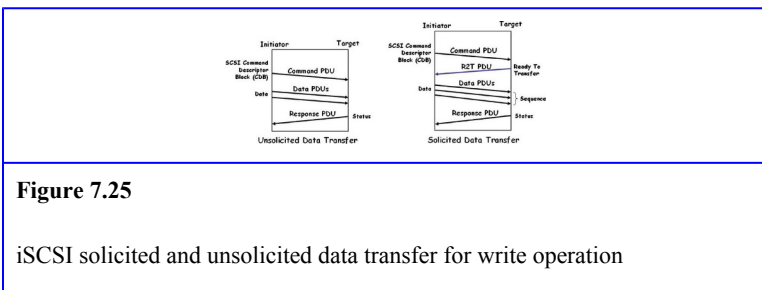 Initiator Target
SCSI Command
Descriptor
Block (CDB)
Command PDU
Data PDUs
Data
Response PDU
Status
Unsolicited Data Transfer
Initiator Target
SCSI Command
Descriptor
Block (CDB)
Command PDU
R2T PDU
Ready To
Transfer
Data PDUs
Data
Sequence
Response PDU
Status
Solicited Data Transfer
Figure 7.25
iSCSI solicited and unsolicited data transfer for write operation